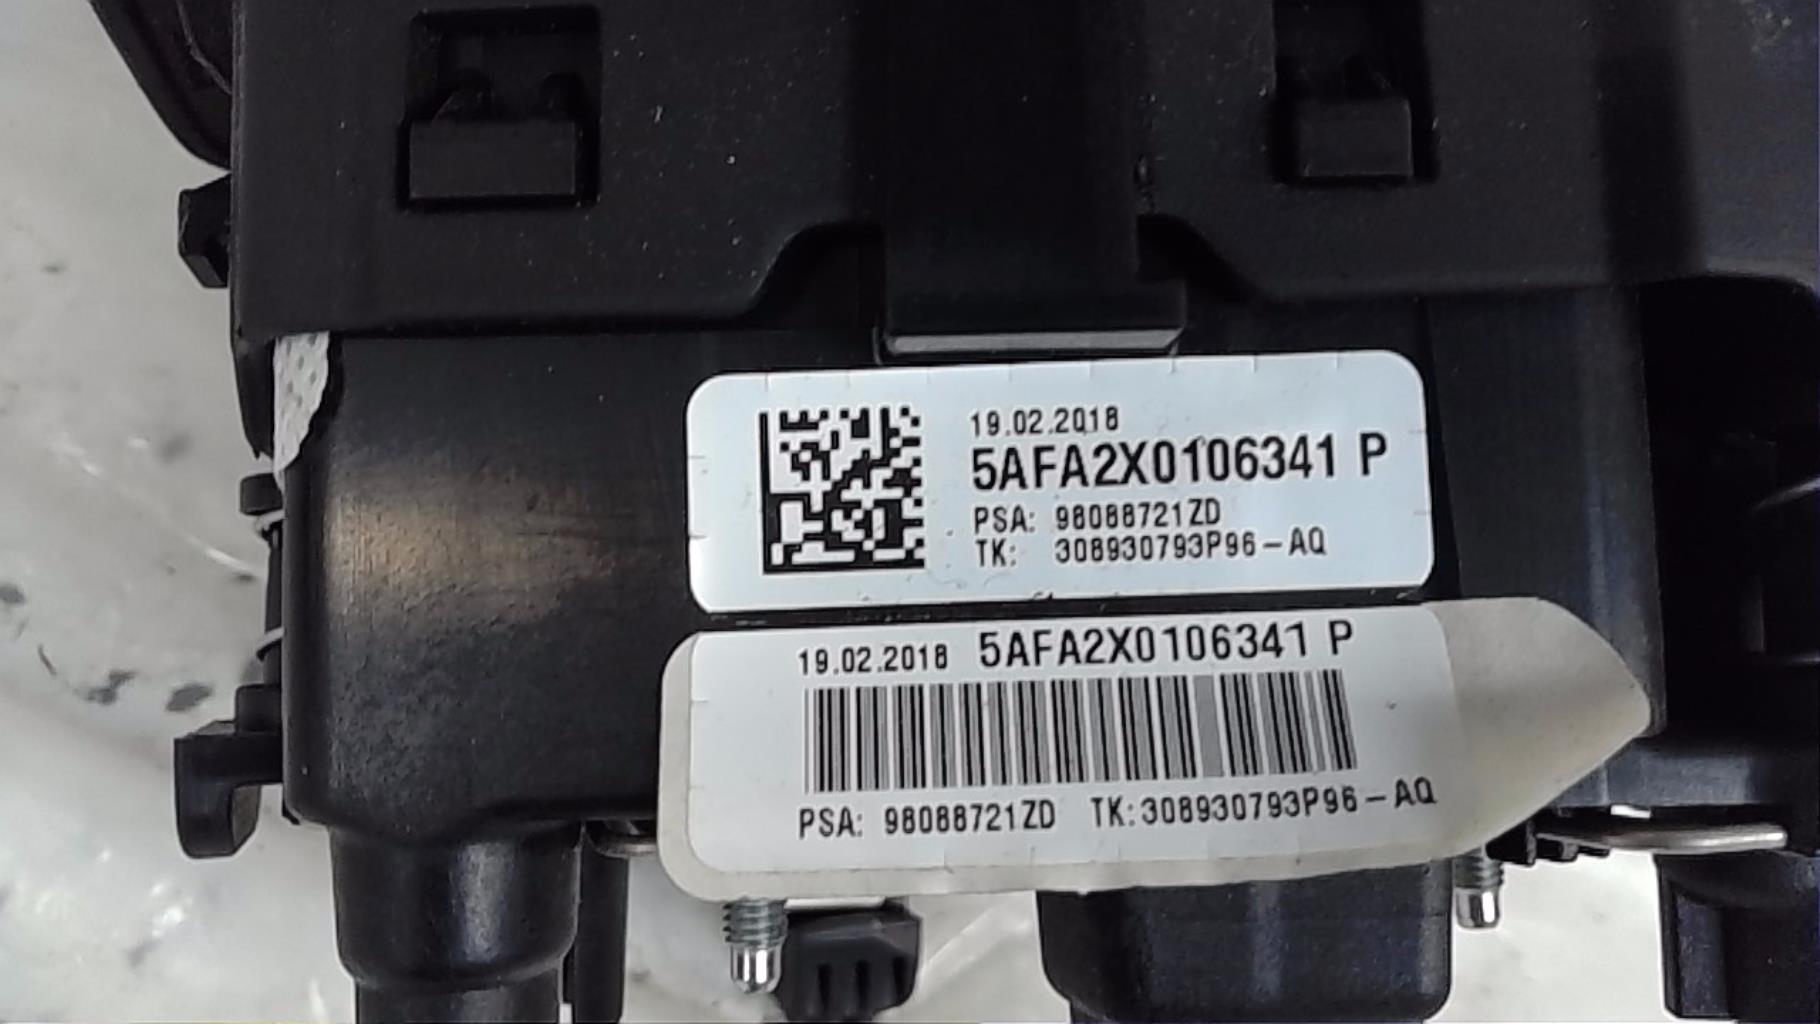 19.02.2018
5AFA2X0106341 P
PSA: 98088721ZD
TK: 308930793P96-AQ
19.02.2018 5AFA2X0106341 P
PSA: 98088721ZD TK:308930793P96-AQ